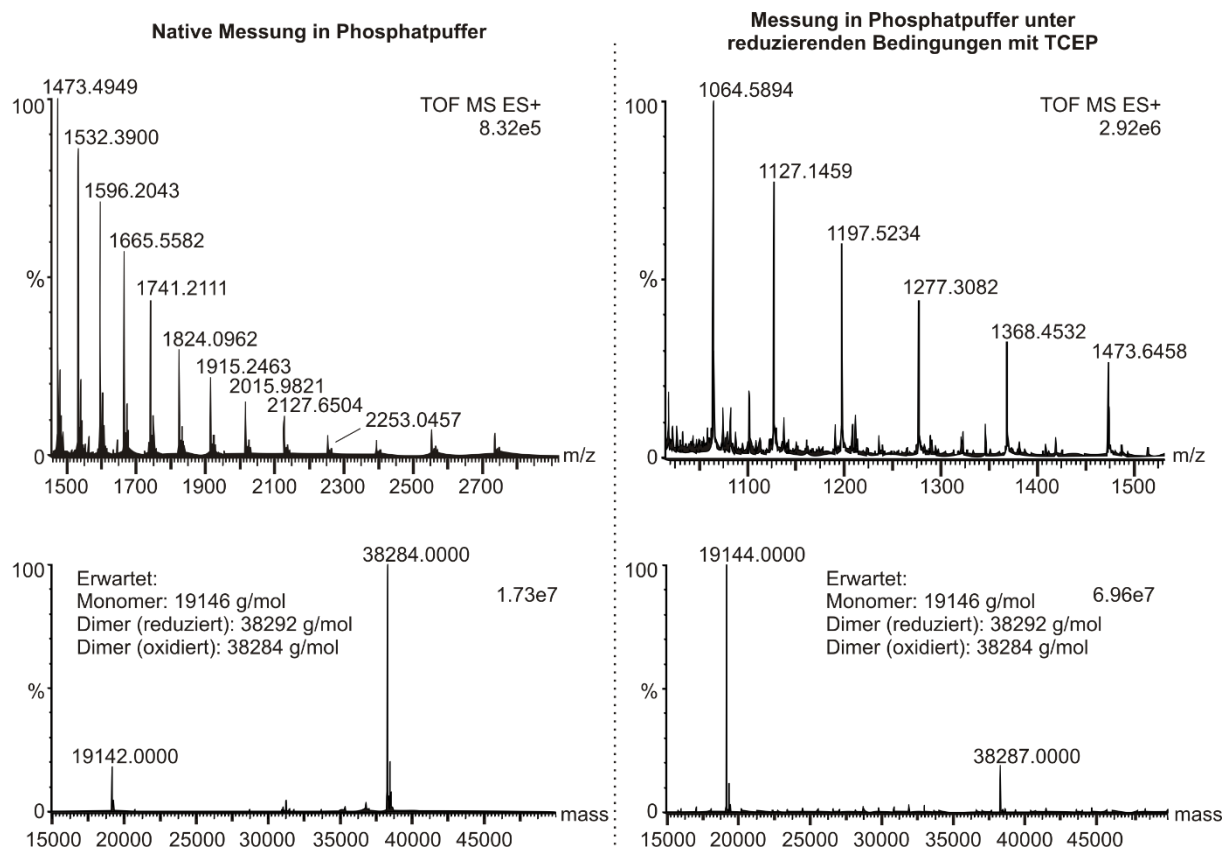 Native Messung in Phosphatpuffer
1473.4949
100
TOF MS ES+
8.32e5
1532.3900
1596.2043
1665.5582
%
1741.2111
1824.0962
1915.2463
2015.9821
2127.6504
2253.0457
0
m/z
1500 1700 1900 2100 2300 2500 2700
Messung in Phosphatpuffer unter
reduzierenden Bedingungen mit TCEP
1064.5894
100
TOF MS ES+
2.92e6
1127.1459
1197.5234
%
1277.3082
1368.4532
1473.6458
0
m/z
1100 1200 1300 1400 1500
38284.0000
100
Erwartet:
Monomer: 19146 g/mol
Dimer (reduziert): 38292 g/mol
Dimer (oxidiert): 38284 g/mol
1.73e7
%
19142.0000
0
mass
15000 20000 25000 30000 35000 40000 45000
19144.0000
100
Erwartet:
Monomer: 19146 g/mol
Dimer (reduziert): 38292 g/mol
Dimer (oxidiert): 38284 g/mol
6.96e7
%
38287.0000
0
mass
15000 20000 25000 30000 35000 40000 45000